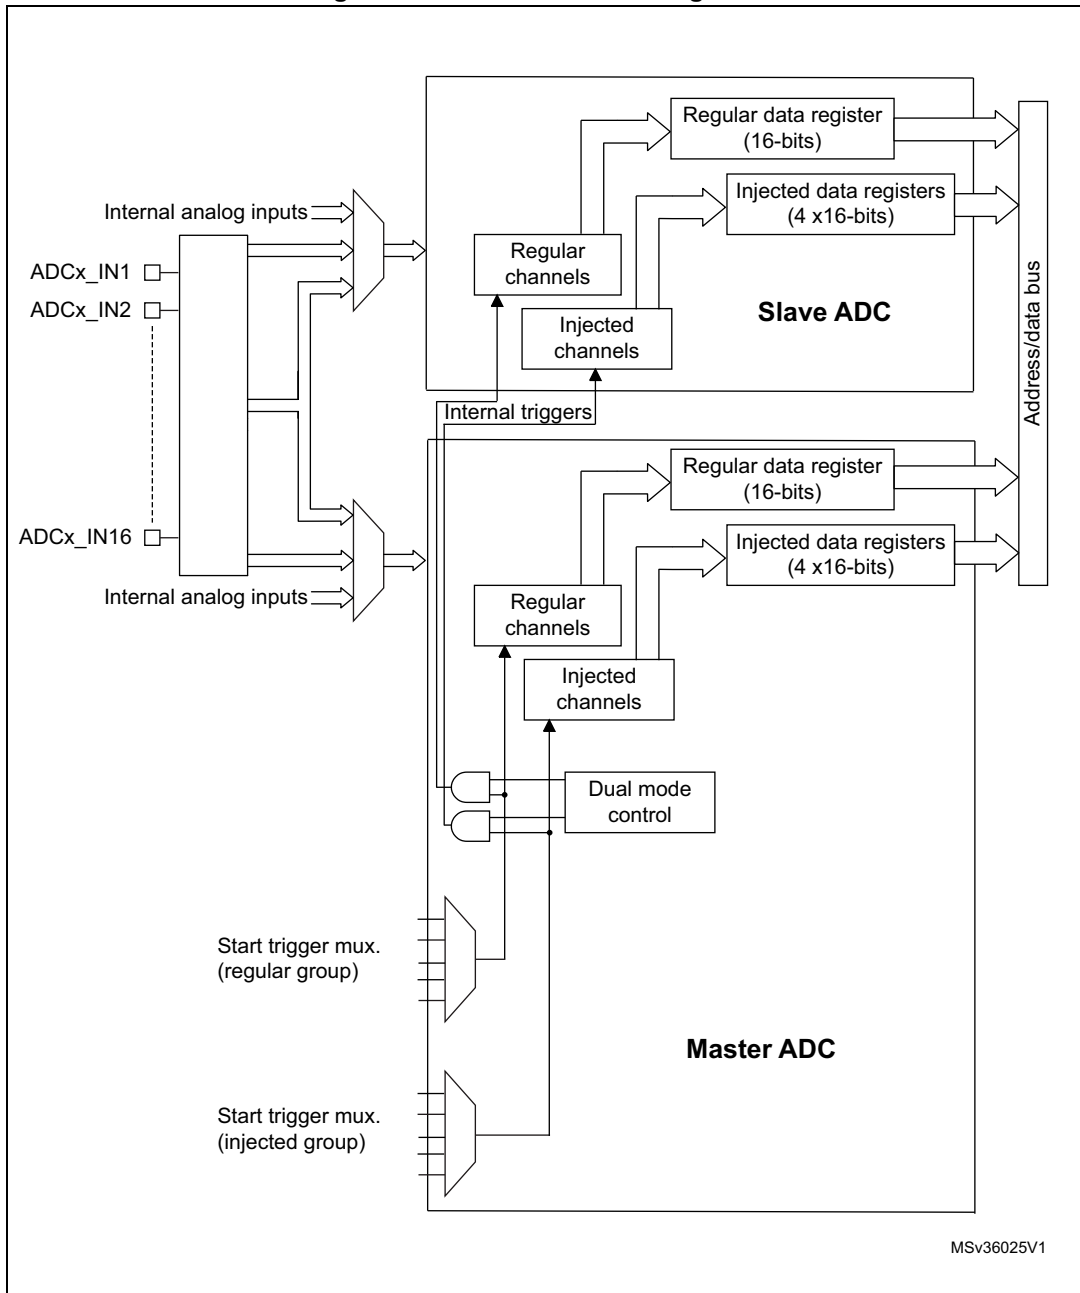 Regular data register
(16-bits)
Injected data registers
(4 x16-bits)
Internal analog inputs
Regular
channels
ADCx_IN1
ADCx_IN2
Injected
channels
Slave ADC
Address/data bus
Internal triggers
Regular data register
(16-bits)
Injected data registers
(4 x16-bits)
ADCx_IN16
Internal analog inputs
Regular
channels
Injected
channels
Dual mode
control
Start trigger mux.
(regular group)
Master ADC
Start trigger mux.
(injected group)
MSv36025V1